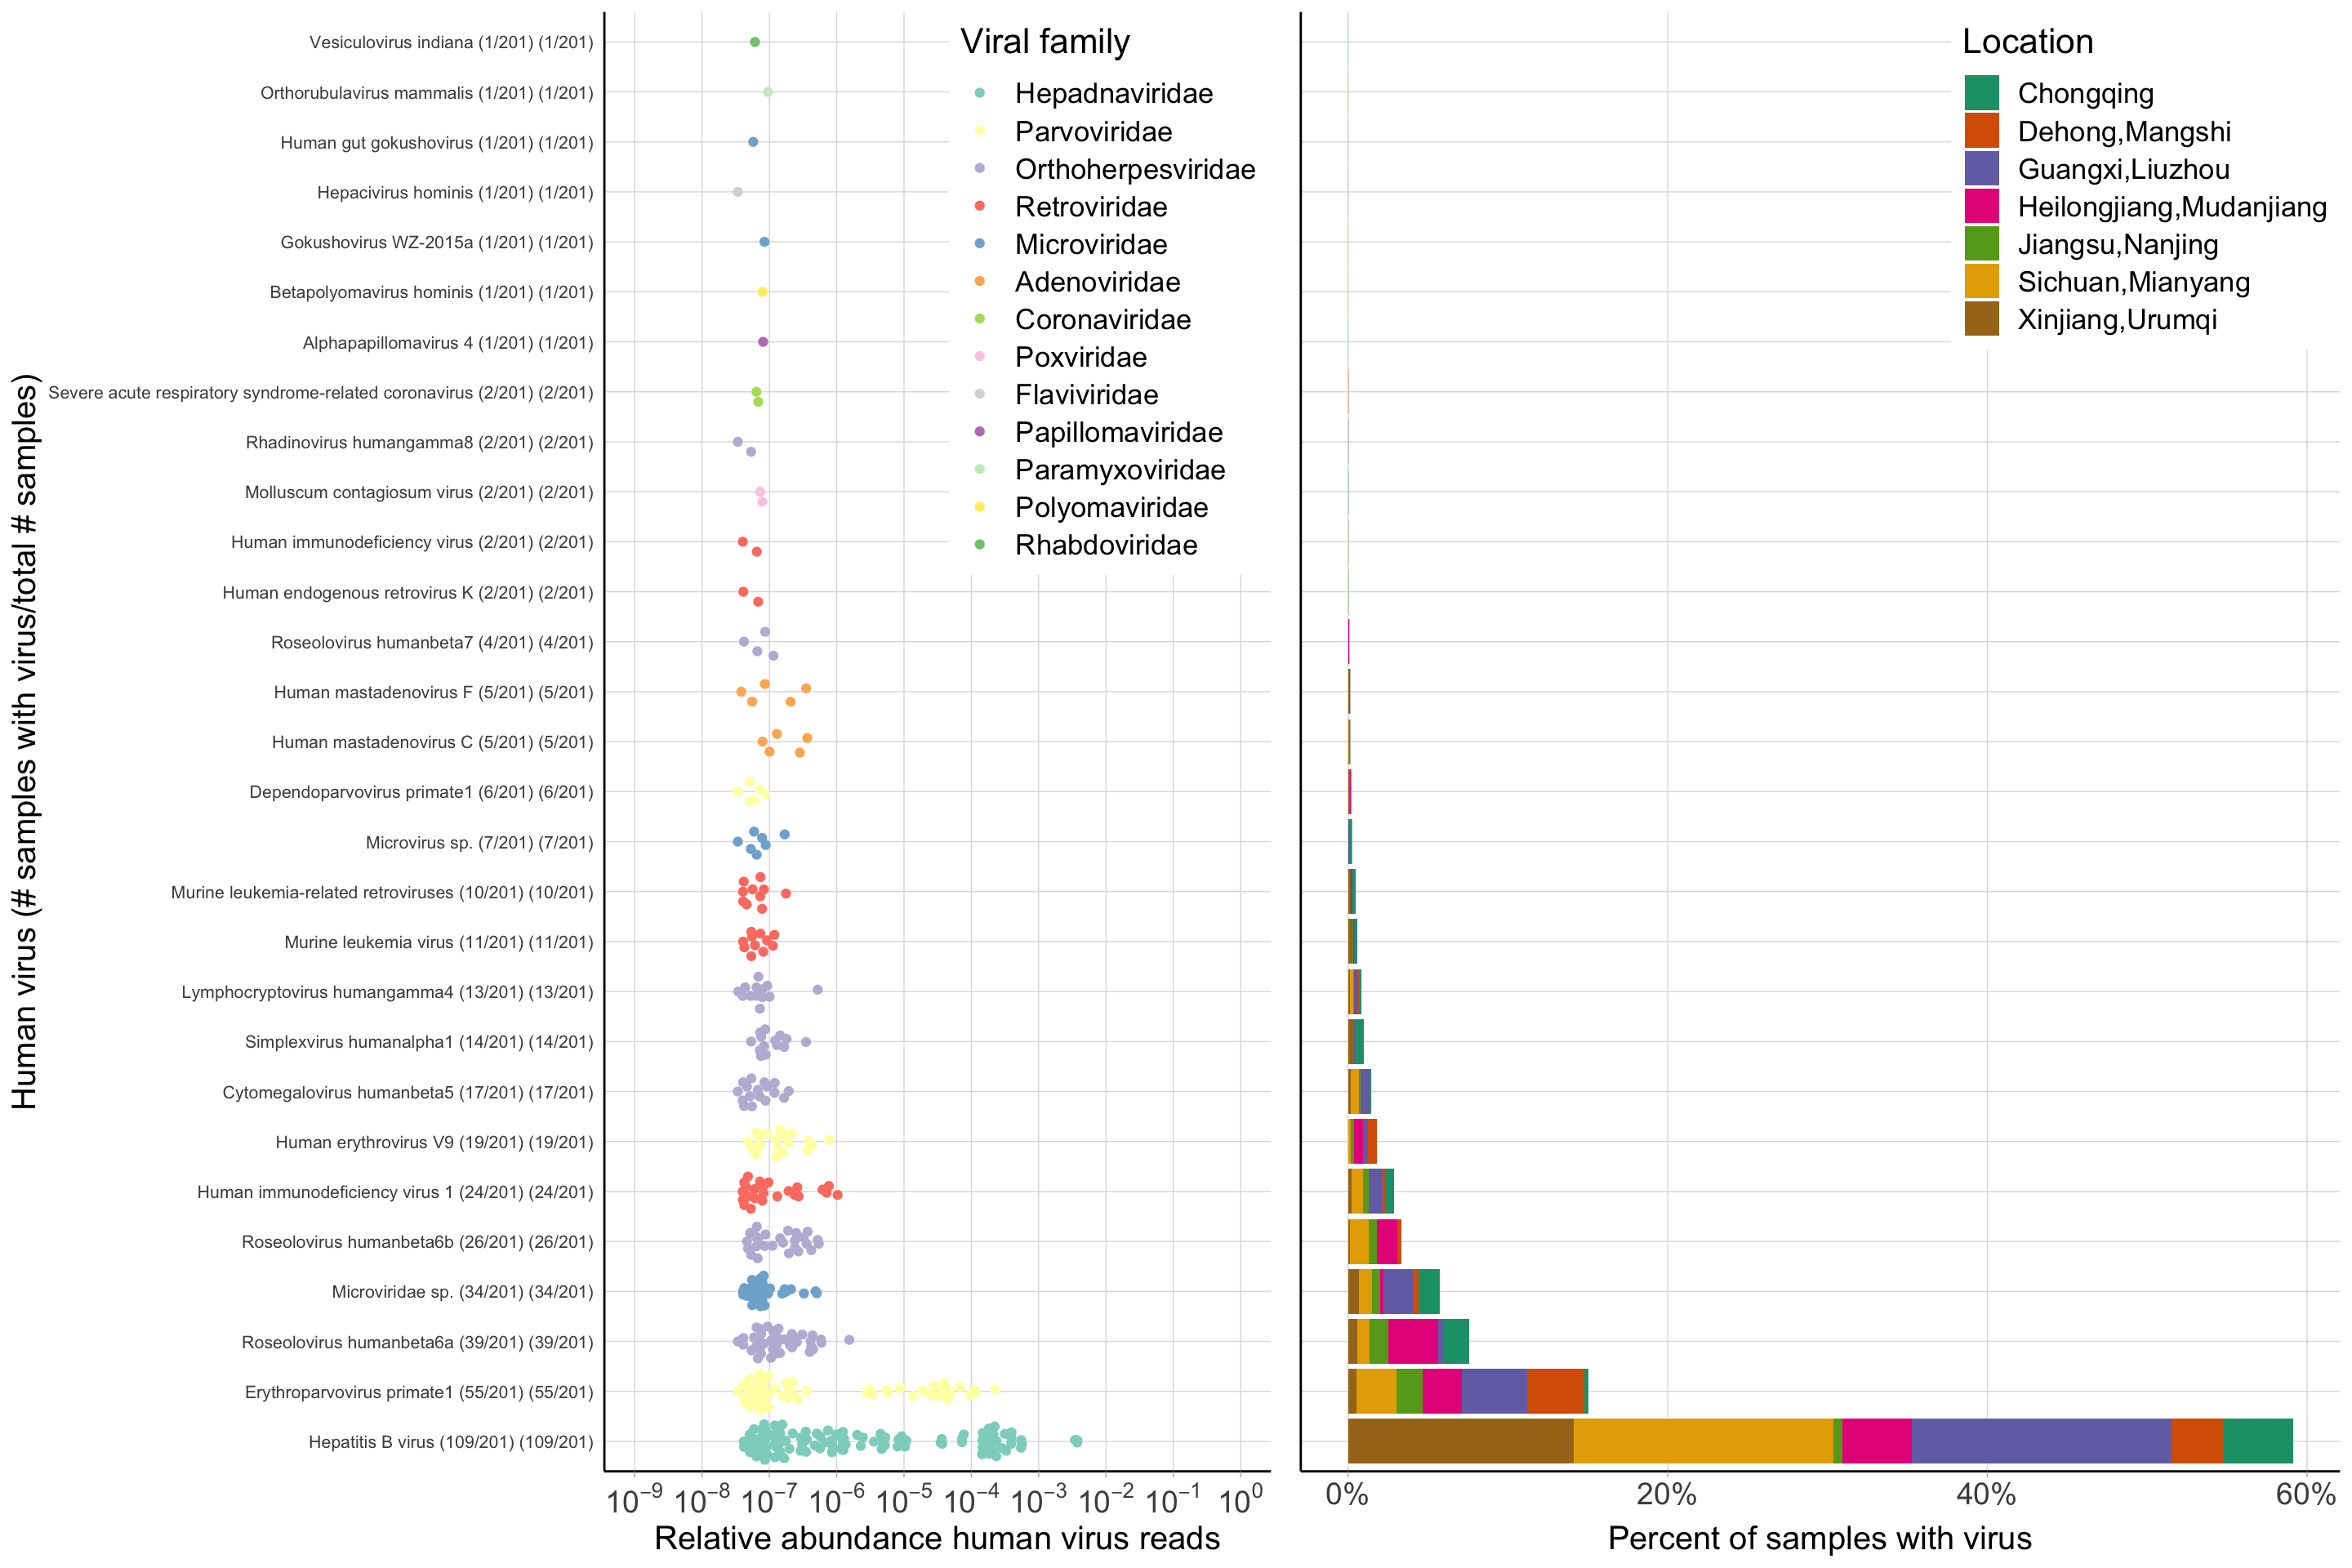 Human virus (# samples with virus/total # samples)
Vesiculovirus indiana (1/201) (1/201)
Orthorubulavirus mammalis (1/201) (1/201)
Human gut gokushovirus (1/201) (1/201)
Hepacivirus hominis (1/201) (1/201)
Gokushovirus WZ-2015a (1/201) (1/201)
Betapolyomavirus hominis (1/201) (1/201)
Alphapapillomavirus 4 (1/201) (1/201)
Severe acute respiratory syndrome-related coronavirus (2/201) (2/201)
Rhadinovirus humangamma8 (2/201) (2/201)
Molluscum contagiosum virus (2/201) (2/201)
Human immunodeficiency virus (2/201) (2/201)
Human endogenous retrovirus K (2/201) (2/201)
Roseolovirus humanbeta7 (4/201) (4/201)
Human mastadenovirus F (5/201) (5/201)
Human mastadenovirus C (5/201) (5/201)
Dependoparvovirus primate1 (6/201) (6/201)
Microvirus sp. (7/201) (7/201)
Murine leukemia-related retroviruses (10/201) (10/201)
Murine leukemia virus (11/201) (11/201)
Lymphocryptovirus humangamma4 (13/201) (13/201)
Simplexvirus humanalpha1 (14/201) (14/201)
Cytomegalovirus humanbeta5 (17/201) (17/201)
Human erythrovirus V9 (19/201) (19/201)
Human immunodeficiency virus 1 (24/201) (24/201)
Roseolovirus humanbeta6b (26/201) (26/201)
Microviridae sp. (34/201) (34/201)
Roseolovirus humanbeta6a (39/201) (39/201)
Erythroparvovirus primate1 (55/201) (55/201)
Hepatitis B virus (109/201) (109/201)
Viral family
Hepadnaviridae
Parvoviridae
Orthoherpesviridae
Retroviridae
Microviridae
Adenoviridae
Coronaviridae
Poxviridae
Flaviviridae
Papillomaviridae
Paramyxoviridae
Polyomaviridae
Rhabdoviridae
10⁻⁹ 10⁻⁸ 10⁻⁷ 10⁻⁶ 10⁻⁵ 10⁻⁴ 10⁻³ 10⁻² 10⁻¹ 10⁰
Relative abundance human virus reads
Location
Chongqing
Dehong,Mangshi
Guangxi,Liuzhou
Heilongjiang,Mudanjiang
Jiangsu,Nanjing
Sichuan,Mianyang
Xinjiang,Urumqi
0% 20% 40% 60%
Percent of samples with virus